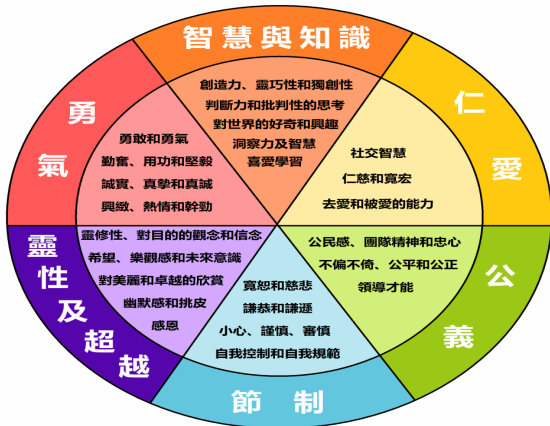 智慧與知識
創造力、靈巧性和獨創性
判斷力和批判性的思考
對世界的好奇和興趣
洞察力及智慧
喜愛學習
仁愛
社交智慧
仁慈和寬宏
去愛和被愛的能力
公義
公民感、團隊精神和忠心
不偏不倚、公平和公正
領導才能
節制
寬恕和慈悲
謙恭和謙遜
小心、謹慎、審慎
自我控制和自我規範
靈性及超越
靈修性、對目的的觀念和信念
希望、樂觀感和未來意識
對美麗和卓越的欣賞
幽默感和挑皮
感恩
勇氣
勇敢和勇氣
勤奮、用功和堅毅
誠實、真摯和真誠
興緻、熱情和幹勁